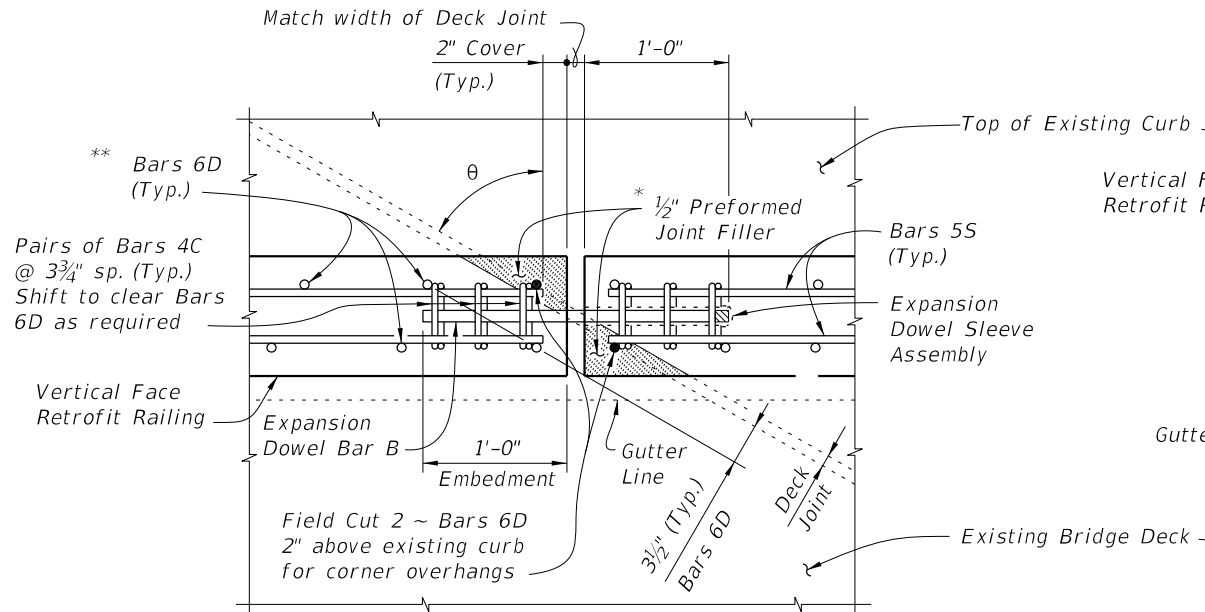 Match width of Deck Joint
2" Cover
(Typ.)
1'-0"
Top of Existing Curb
** Bars 6D
(Typ.)
θ
* ½" Preformed
Joint Filler
Vertical
Retrofit
Pairs of Bars 4C
@ 3¾" sp. (Typ.)
Shift to clear Bars
6D as required
Bars 5S
(Typ.)
Expansion
Dowel Sleeve
Assembly
Vertical Face
Retrofit Railing
Expansion
Dowel Bar B
1'-0"
Embedment
Gutter
Line
3½" (Typ.)
Bars 6D
Deck
Joint
Field Cut 2 ~ Bars 6D
2" above existing curb
for corner overhangs
Existing Bridge Deck